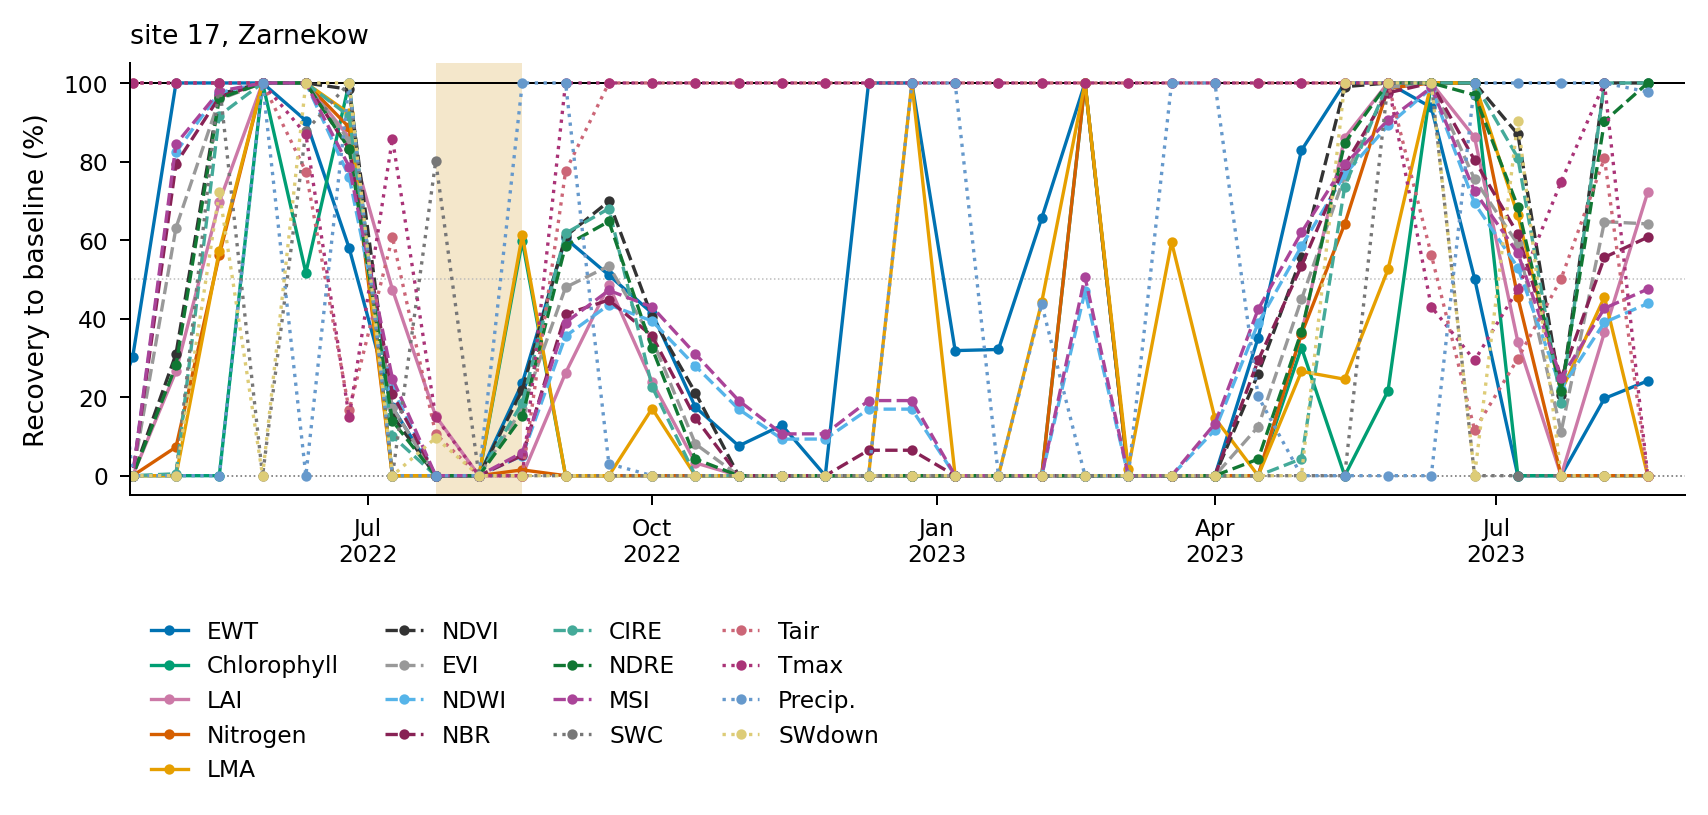 site 17, Zarnekow
Recovery to baseline (%)
100
80
60
40
20
0
Jul
2022
Oct
2022
Jan
2023
Apr
2023
Jul
2023
EWT
Chlorophyll
LAI
Nitrogen
LMA
NDVI
EVI
NDWI
NBR
CIRE
NDRE
MSI
SWC
Tair
Tmax
Precip.
SWdown